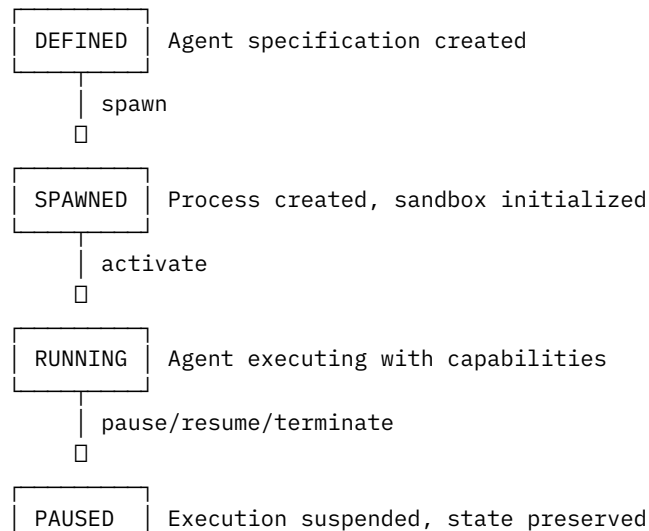 DEFINED Agent specification created
spawn
SPAWNED Process created, sandbox initialized
activate
RUNNING Agent executing with capabilities
pause/resume/terminate
PAUSED Execution suspended, state preserved